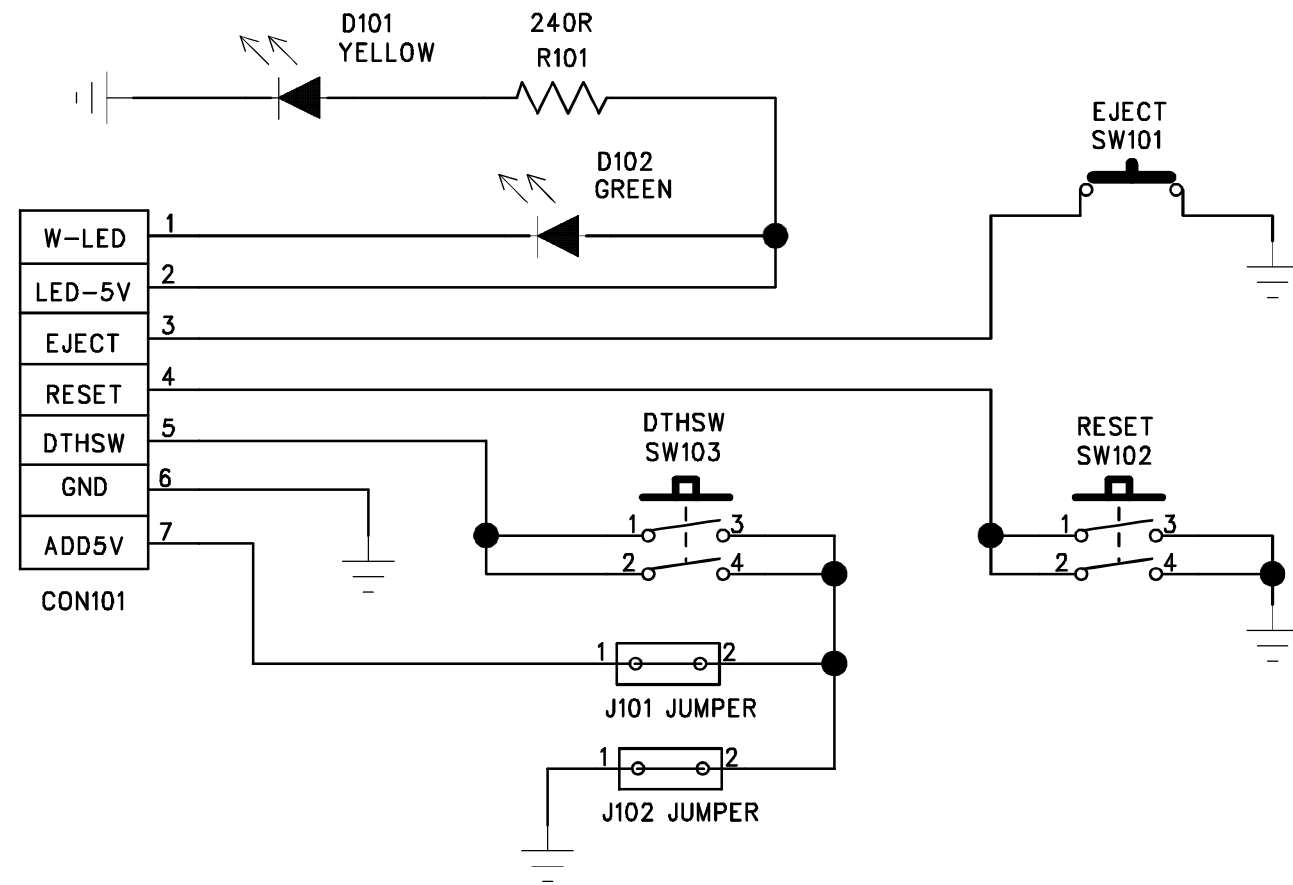 D101
YELLOW
240R
R101
EJECT
SW101
D102
GREEN
W-LED 1
LED-5V 2
EJECT 3
RESET 4
DTHSW 5
GND 6
ADD5V 7
CON101
DTHSW
SW103
1 3
2 4
RESET
SW102
1 3
2 4
1 2
J101 JUMPER
1 2
J102 JUMPER